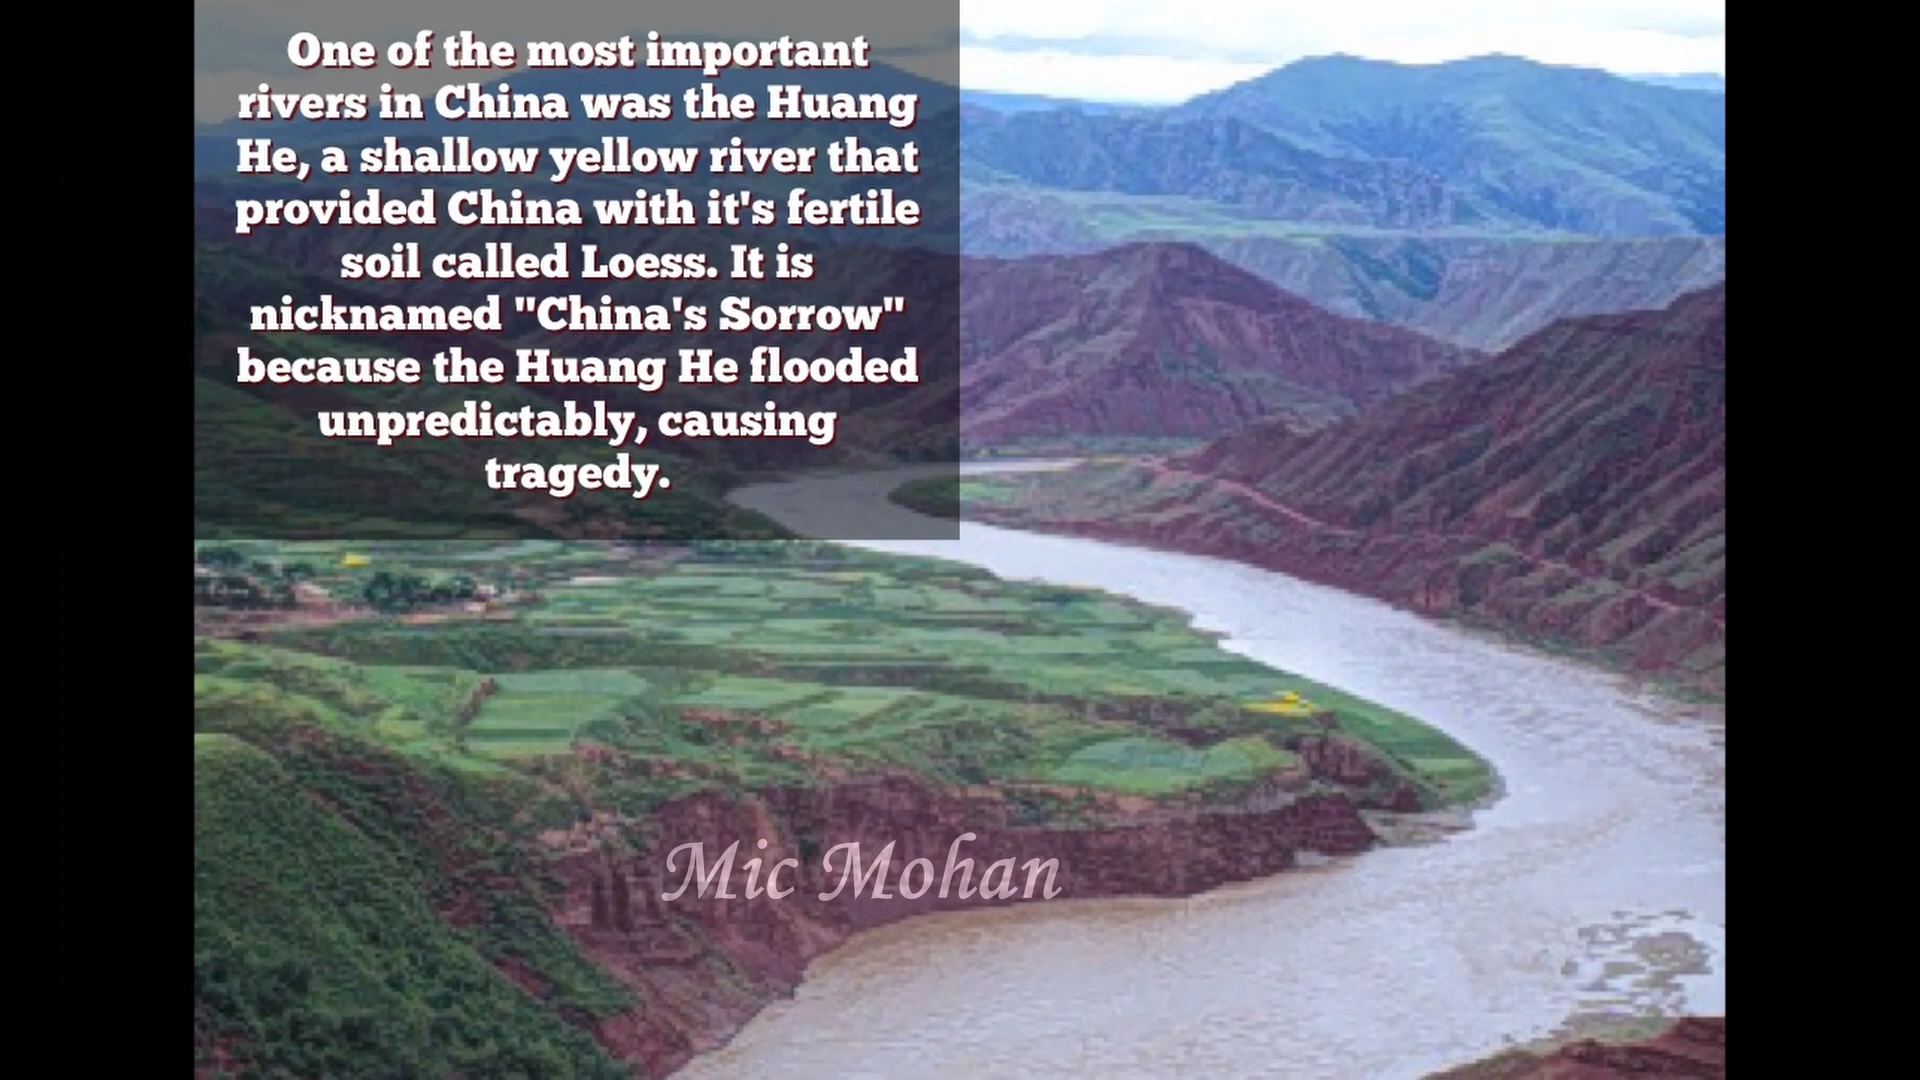 One of the most important
rivers in China was the Huang
He, a shallow yellow river that
provided China with it's fertile
soil called Loess. It is
nicknamed "China's Sorrow"
because the Huang He flooded
unpredictably, causing
tragedy.
Mic Mohan